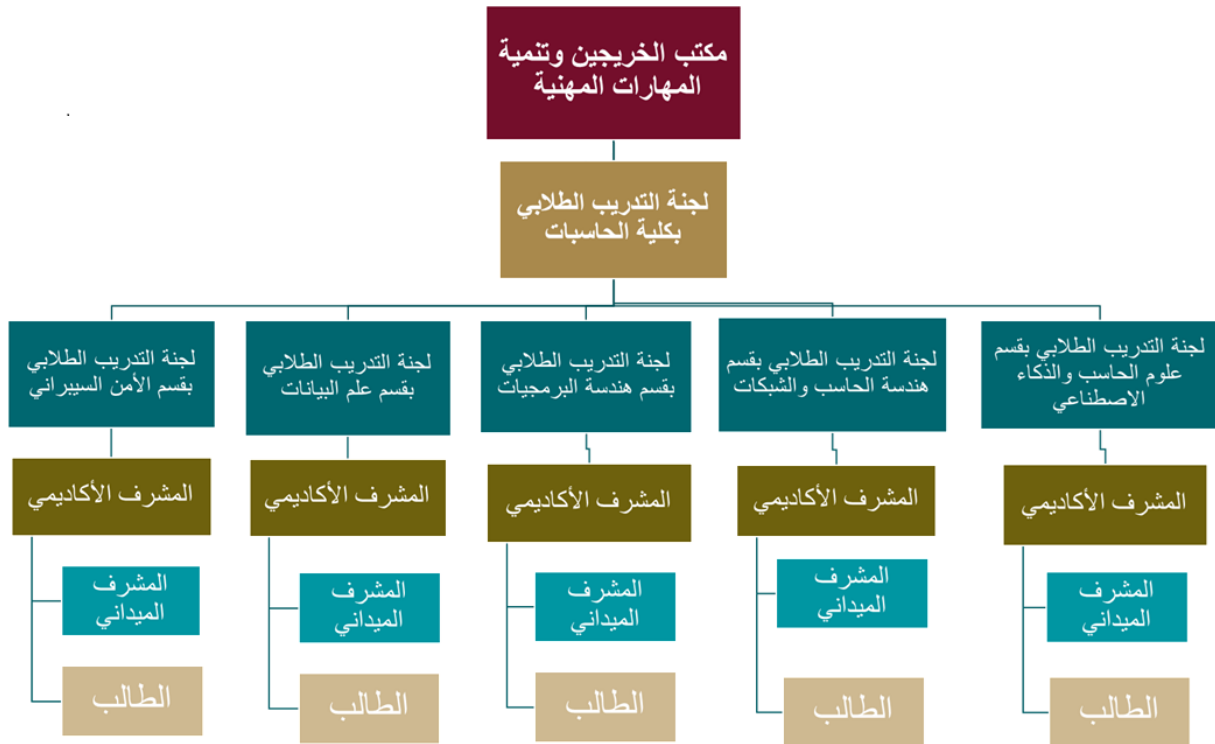 مكتب الخريجين وتنمية
المهارات المهنية
لجنة التدريب الطلابي
بكلية الحاسبات
لجنة التدريب الطلابي بقسم
علوم الحاسب والذكاء
الاصطناعي
لجنة التدريب الطلابي بقسم
هندسة الحاسب والشبكات
لجنة التدريب الطلابي
بقسم هندسة البرمجيات
لجنة التدريب الطلابي
بقسم علم البيانات
لجنة التدريب الطلابي
بقسم الأمن السيبراني
المشرف الأكاديمي
المشرف الأكاديمي
المشرف الأكاديمي
المشرف الأكاديمي
المشرف الأكاديمي
المشرف
الميداني
المشرف
الميداني
المشرف
الميداني
المشرف
الميداني
المشرف
الميداني
الطالب
الطالب
الطالب
الطالب
الطالب